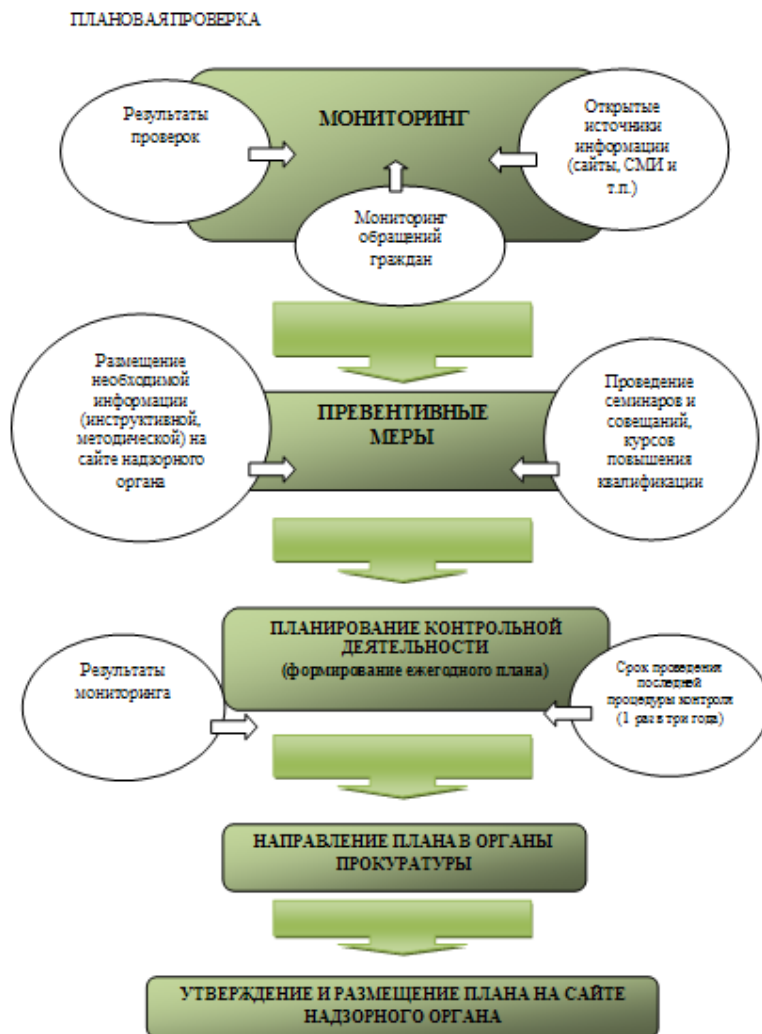 ПЛАНОВАЯ ПРОВЕРКА
Результаты
проверок
МОНИТОРИНГ
Открытые
источники
информации
(сайты, СМИ и
т.п.)
Мониторинг
обращений
граждан
Размещение
необходимой
информации
(инструктивной,
методической) на
сайте надзорного
органа
ПРЕВЕНТИВНЫЕ
МЕРЫ
Проведение
семинаров и
совещаний,
курсов
повышения
квалификации
ПЛАНИРОВАНИЕ КОНТРОЛЬНОЙ
ДЕЯТЕЛЬНОСТИ
(формирование ежегодного плана)
Результаты
мониторинга
Срок проведения
последней
процедуры контроля
(1 раз в три года)
НАПРАВЛЕНИЕ ПЛАНА В ОРГАНЫ
ПРОКУРАТУРЫ
УТВЕРЖДЕНИЕ И РАЗМЕЩЕНИЕ ПЛАНА НА САЙТЕ
НАДЗОРНОГО ОРГАНА